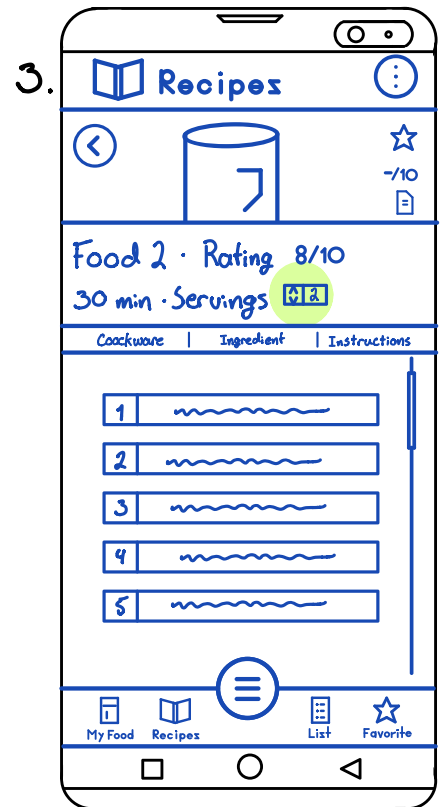 3.
Recipes
-/10
Food 2 · Rating 8/10
30 min · Servings 2
Coockware | Ingredient | Instructions
1
2
3
4
5
My Food Recipes List Favorite